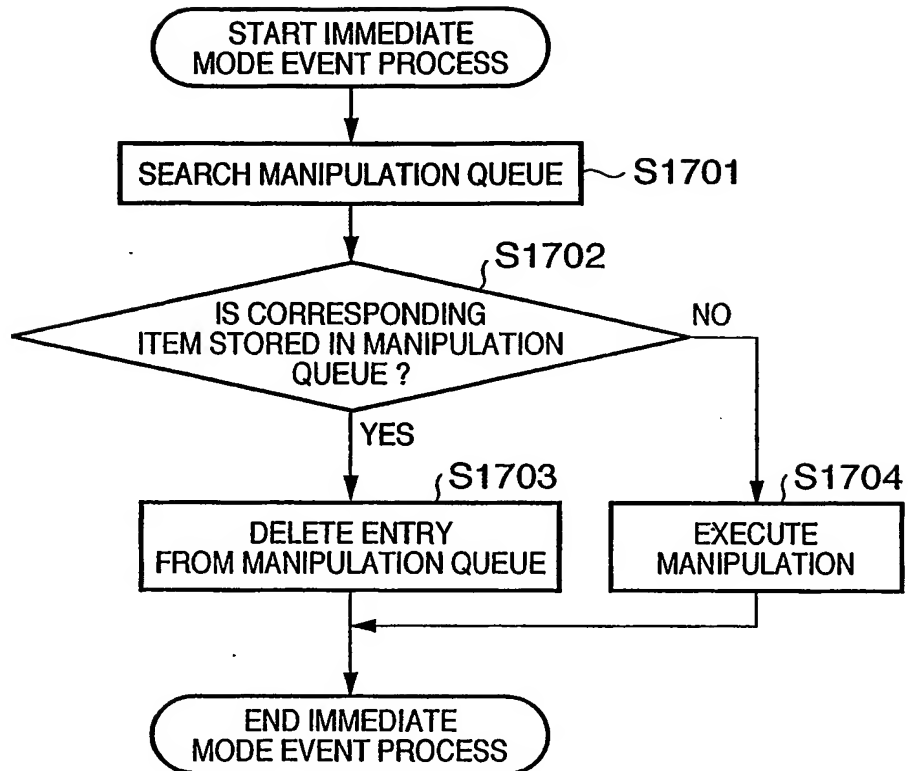 START IMMEDIATE
MODE EVENT PROCESS
SEARCH MANIPULATION QUEUE
S1701
S1702
IS CORRESPONDING
ITEM STORED IN MANIPULATION
QUEUE ?
NO
YES
S1703
DELETE ENTRY
FROM MANIPULATION QUEUE
S1704
EXECUTE
MANIPULATION
END IMMEDIATE
MODE EVENT PROCESS